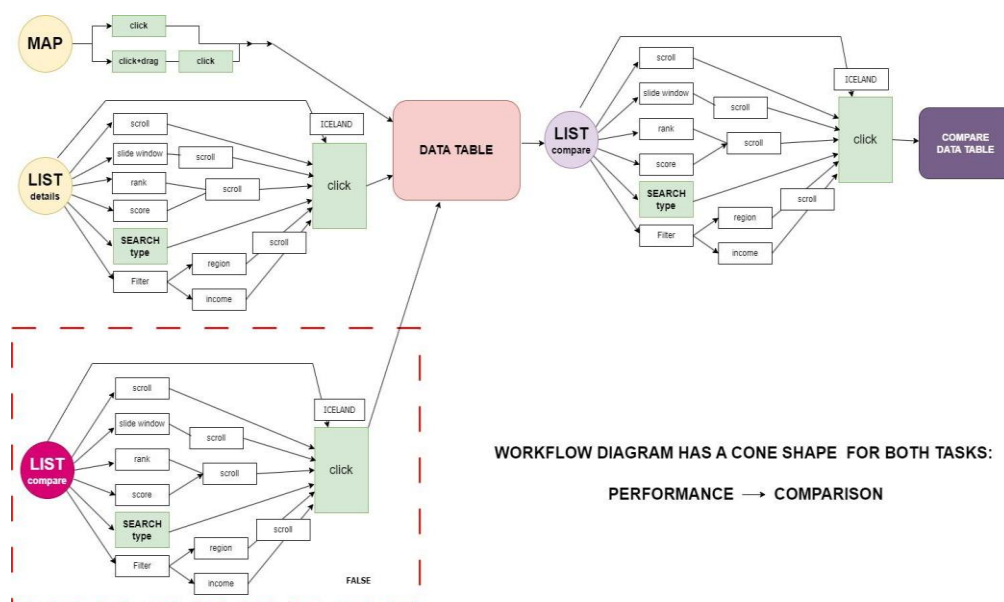 MAP
click
click+drag
click
LIST
details
scroll
slide window
scroll
rank
score
scroll
SEARCH
type
Filter
region
income
scroll
ICELAND
click
DATA TABLE
LIST
compare
scroll
slide window
scroll
rank
score
scroll
SEARCH
type
Filter
region
income
scroll
ICELAND
click
COMPARE
DATA TABLE
LIST
compare
scroll
slide window
scroll
rank
score
scroll
SEARCH
type
Filter
region
income
scroll
ICELAND
click
FALSE
WORKFLOW DIAGRAM HAS A CONE SHAPE FOR BOTH TASKS:
PERFORMANCE → COMPARISON